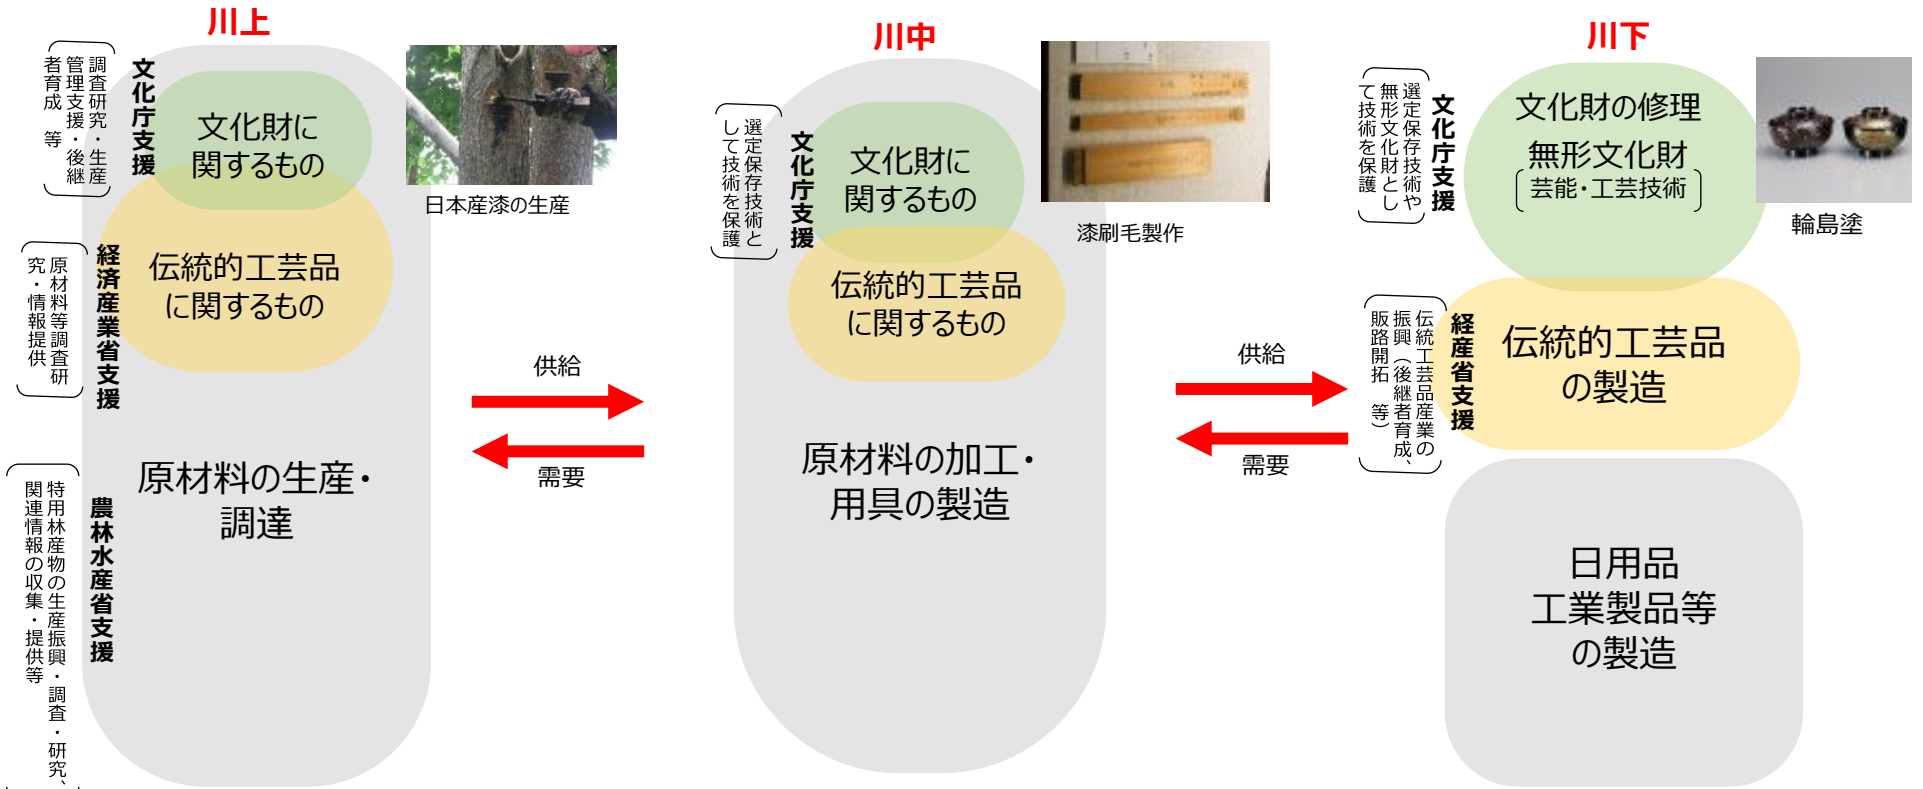 川上
文化庁支援
調査研究・生産
管理支援・後継
者育成　等
文化財に
関するもの
日本産漆の生産
経済産業省支援
原材料等調査研
究・情報提供
伝統的工芸品
に関するもの
農林水産省支援
特用林産物の生産振興・調査・研究、
関連情報の収集・提供等
原材料の生産・
調達
供給
需要
川中
文化庁支援
選定保存技術と
して技術を保護
文化財に
関するもの
漆刷毛製作
伝統的工芸品
に関するもの
原材料の加工・
用具の製造
供給
需要
川下
文化庁支援
選定保存技術や
無形文化財とし
て技術を保護
文化財の修理
無形文化財
芸能・工芸技術
輪島塗
経産省支援
伝統工芸品産業の
振興（後継者育成、
販路開拓　等）
伝統的工芸品
の製造
日用品
工業製品等
の製造